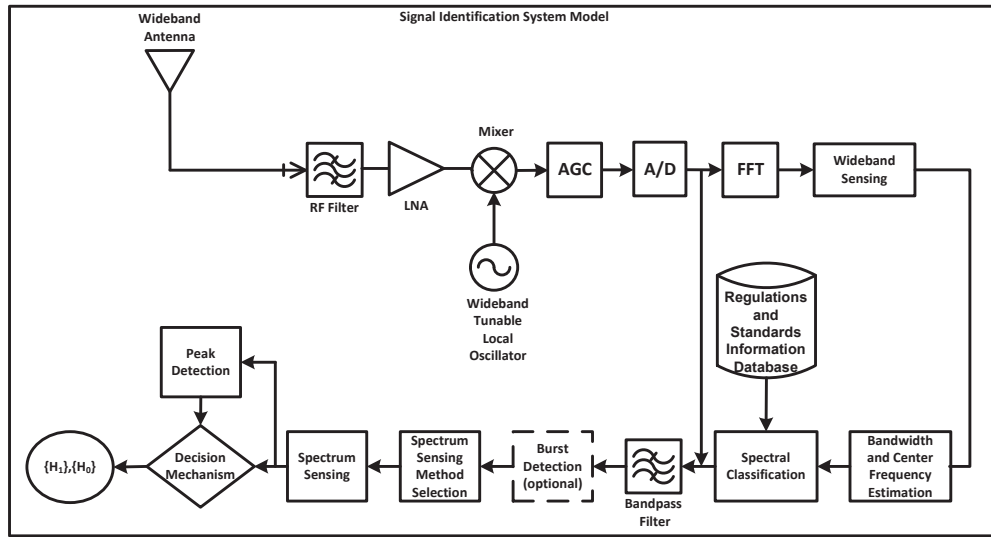 Signal Identification System Model
Wideband
Antenna
RF Filter
LNA
Mixer
Wideband
Tunable
Local
Oscillator
AGC
A/D
FFT
Wideband
Sensing
Regulations
and
Standards
Information
Database
Bandwidth
and Center
Frequency
Estimation
Spectral
Classification
Bandpass
Filter
Burst
Detection
(optional)
Spectrum
Sensing
Method
Selection
Spectrum
Sensing
Peak
Detection
Decision
Mechanism
{H₁},{H₀}